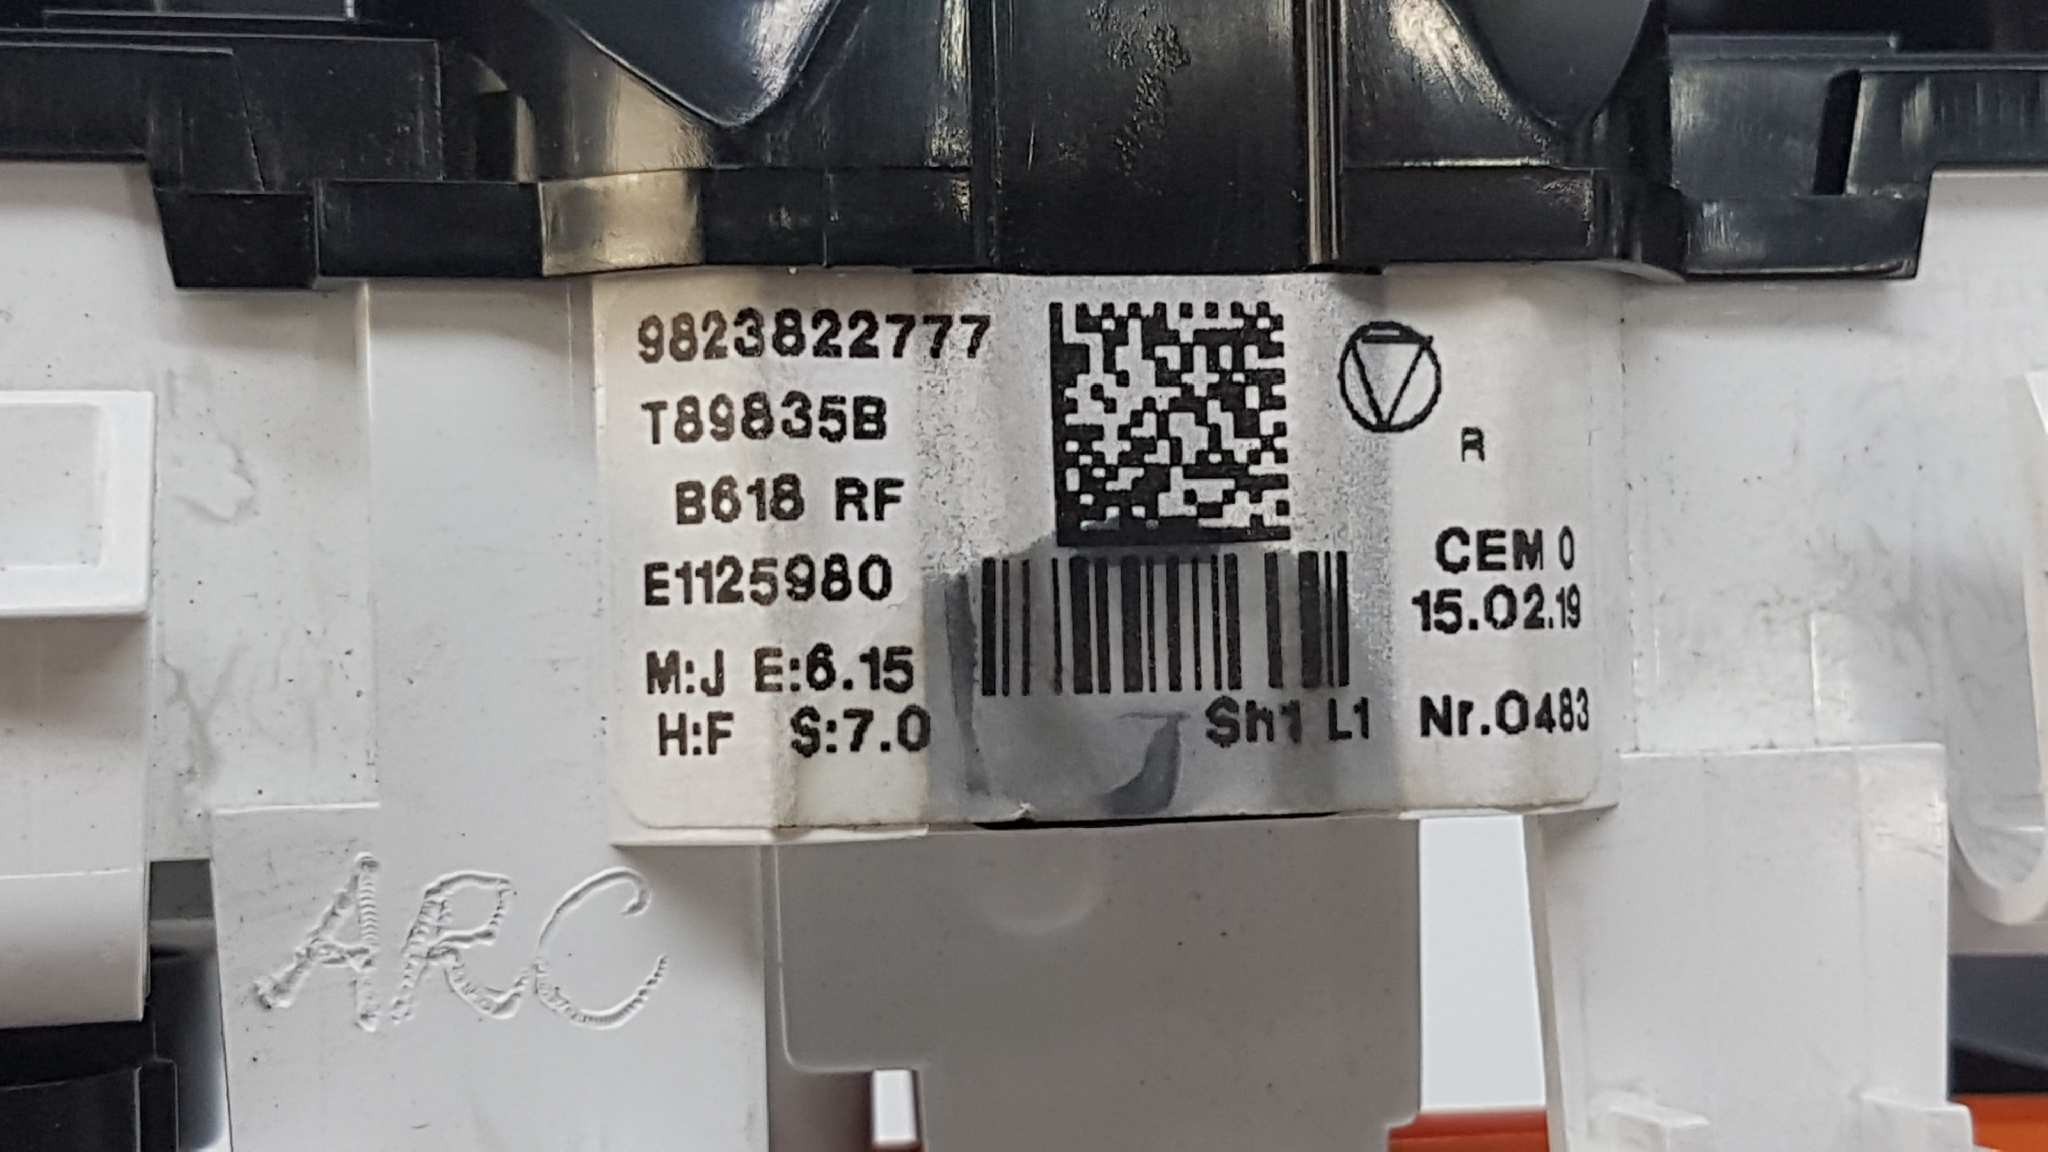 9823822777
T89835B
B618 RF
E1125980
M:J E:6.15
H:F S:7.0
R
CEM 0
15.02.19
Sh1 L1 Nr.0483
ARC